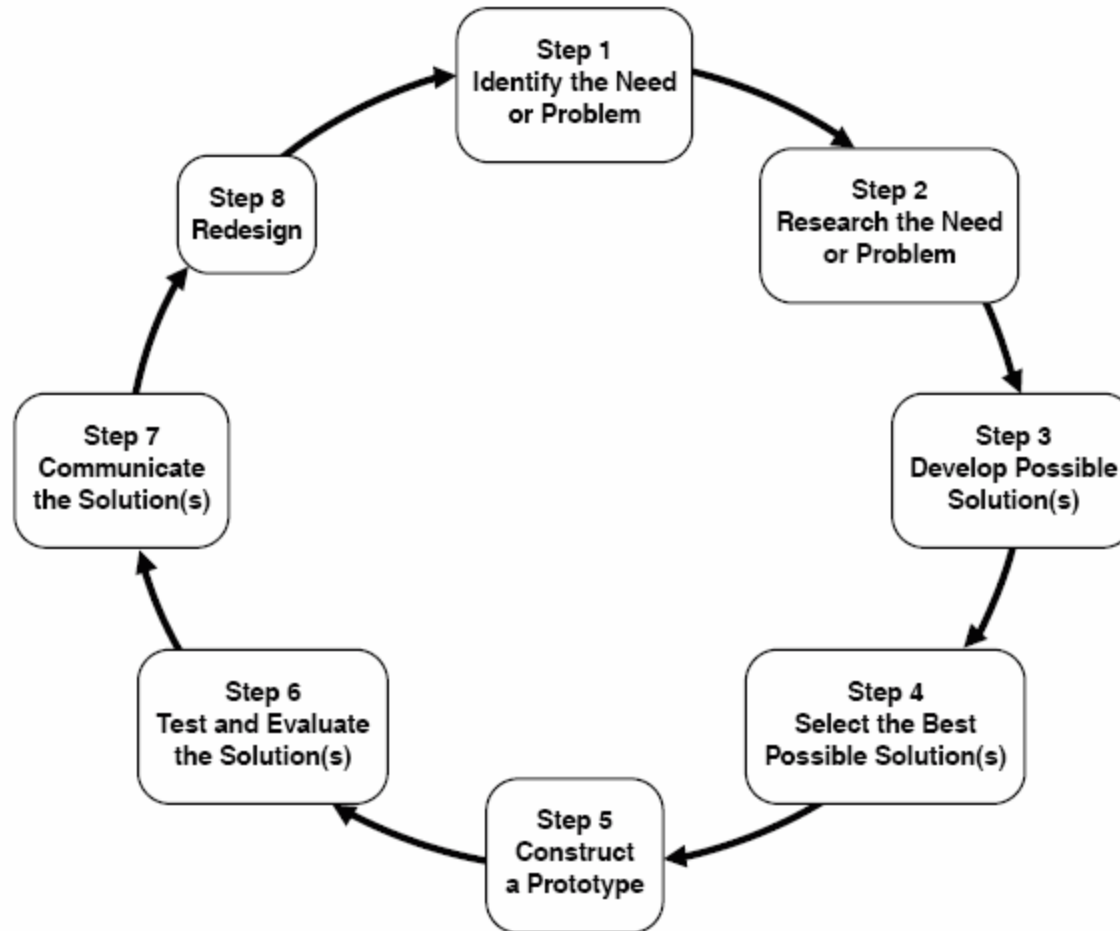 Step 1
Identify the Need
or Problem
Step 2
Research the Need
or Problem
Step 3
Develop Possible
Solution(s)
Step 4
Select the Best
Possible Solution(s)
Step 5
Construct
a Prototype
Step 6
Test and Evaluate
the Solution(s)
Step 7
Communicate
the Solution(s)
Step 8
Redesign